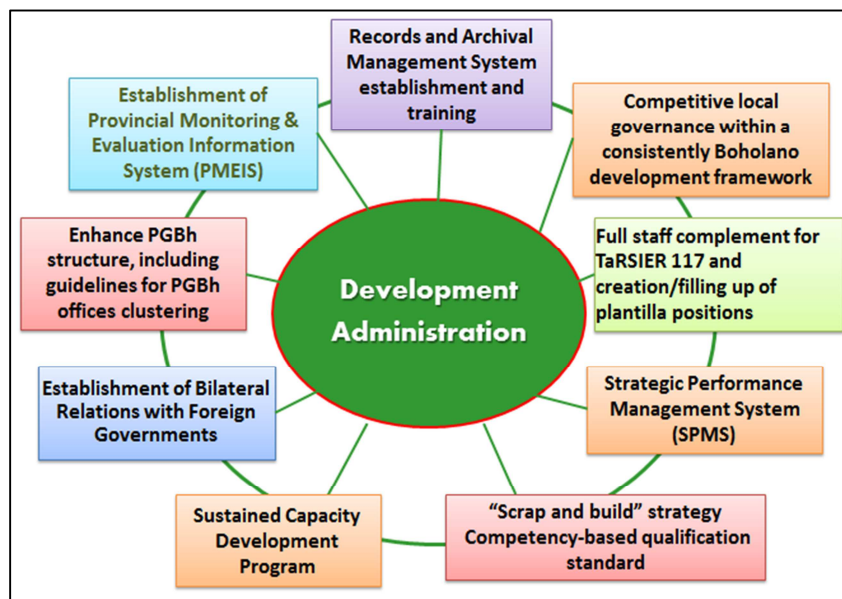 Records and Archival
Management System
establishment and
training
Competitive local
governance within a
consistently Boholano
development framework
Full staff complement for
TaRSIER 117 and
creation/filling up of
plantilla positions
Strategic Performance
Management System
(SPMS)
“Scrap and build” strategy
Competency-based qualification
standard
Sustained Capacity
Development
Program
Establishment of Bilateral
Relations with Foreign
Governments
Enhance PGBh
structure, including
guidelines for PGBh
offices clustering
Establishment of
Provincial Monitoring &
Evaluation Information
System (PMEIS)
Development
Administration